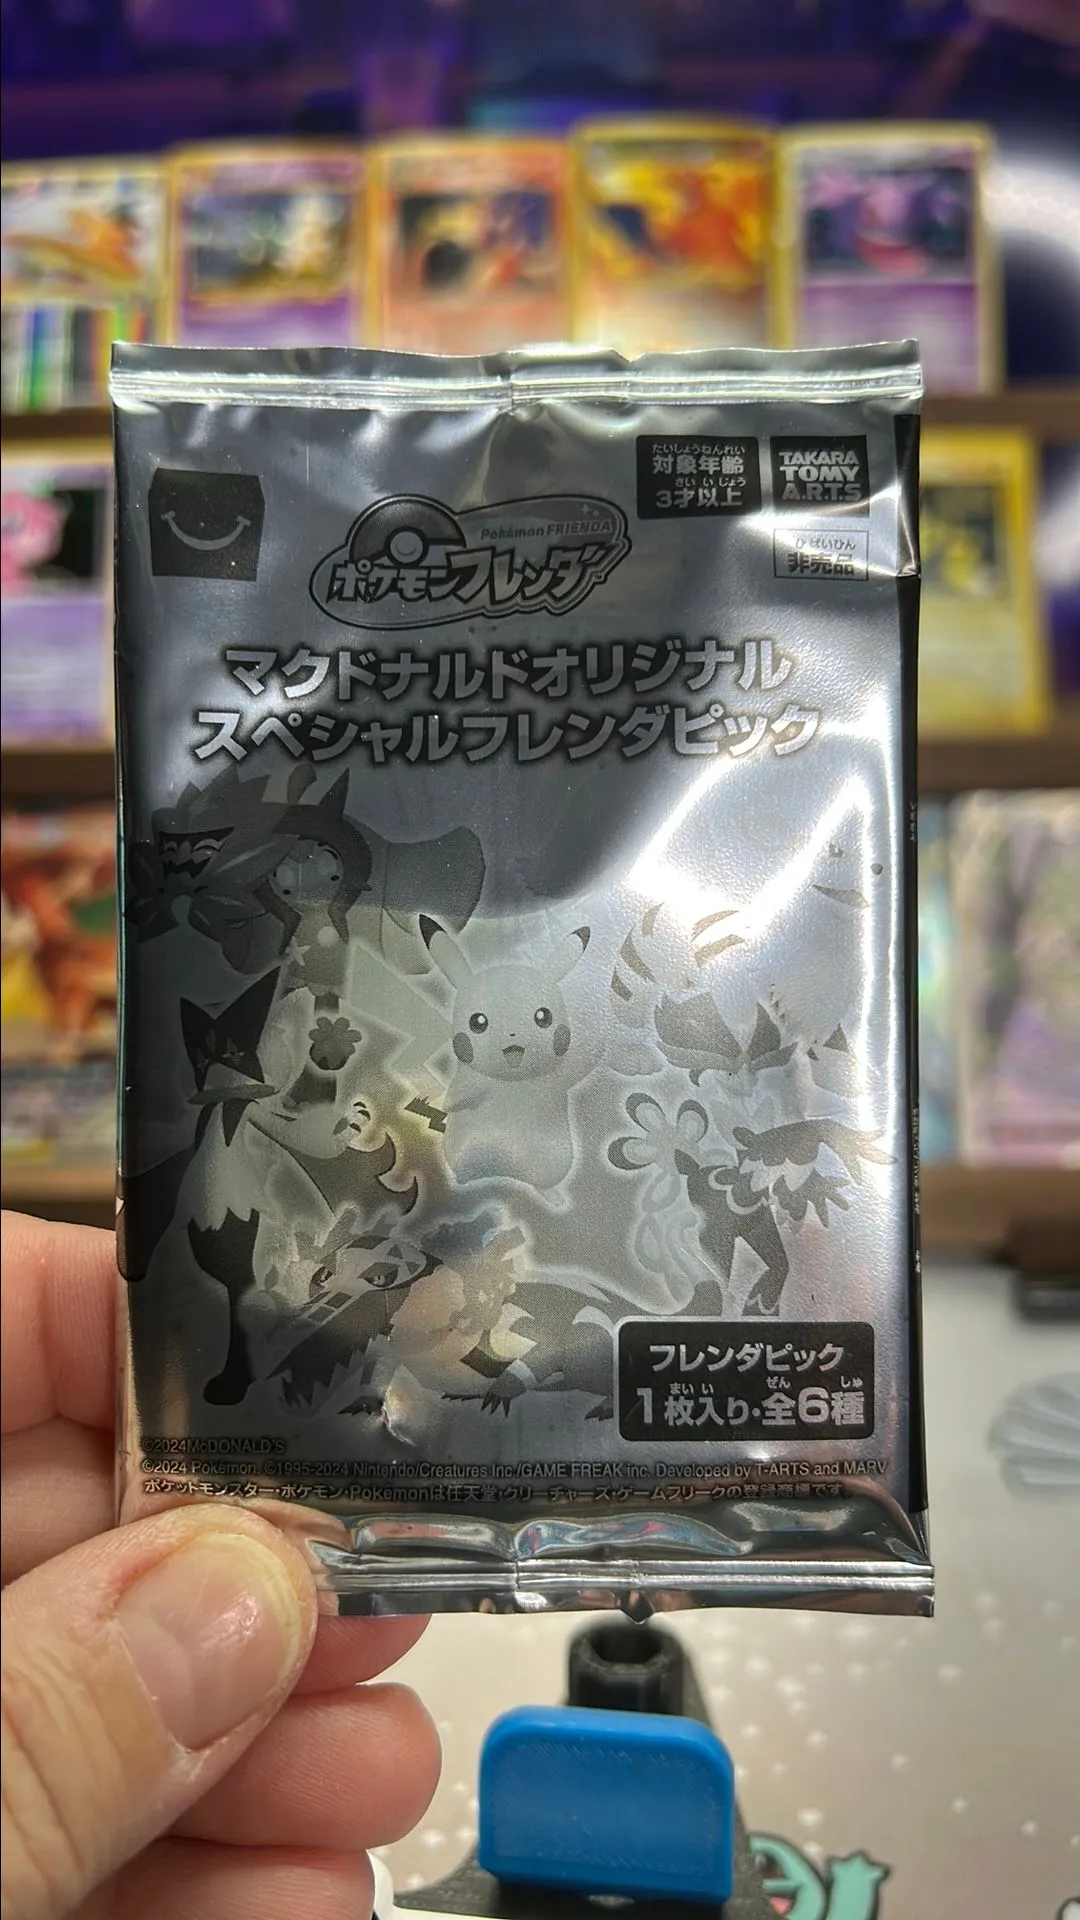 たいしょうねんれい
対象年齢
さい いじょう
3才以上
TAKARA
TOMY
A.R.T.S
ひばいひん
非売品
Pokémon FRIENDA
ポケモンフレンダ
マクドナルドオリジナル
スペシャルフレンダピック
フレンダピック
まい い ぜん しゅ
1枚入り・全6種
©2024McDONALD'S
©2024 Pokémon. ©1995-2024 Nintendo/Creatures Inc./GAME FREAK inc. Developed by T-ARTS and MARV
ポケットモンスター・ポケモン・Pokémonは任天堂・クリーチャーズ・ゲームフリークの登録商標です。